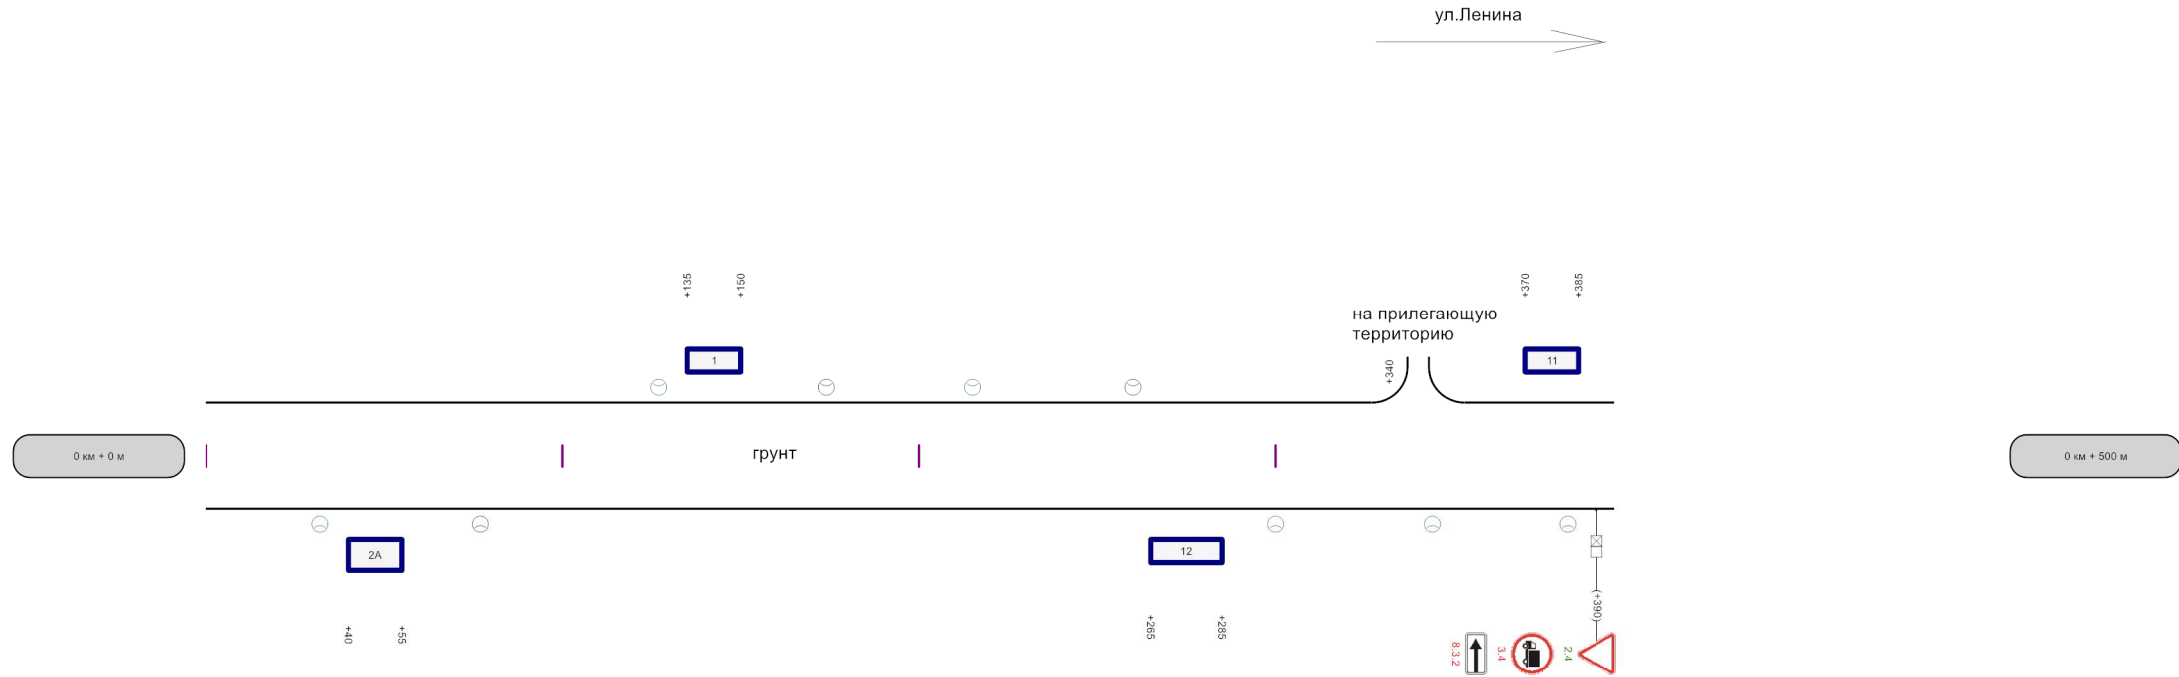 ул.Ленина
+135
+150
+370
+385
на прилегающую
территорию
+340
1
11
0 км + 0 м
грунт
0 км + 500 м
2А
12
+40
+55
+265
+285
(+390)
8.3.2
3.4
2.4